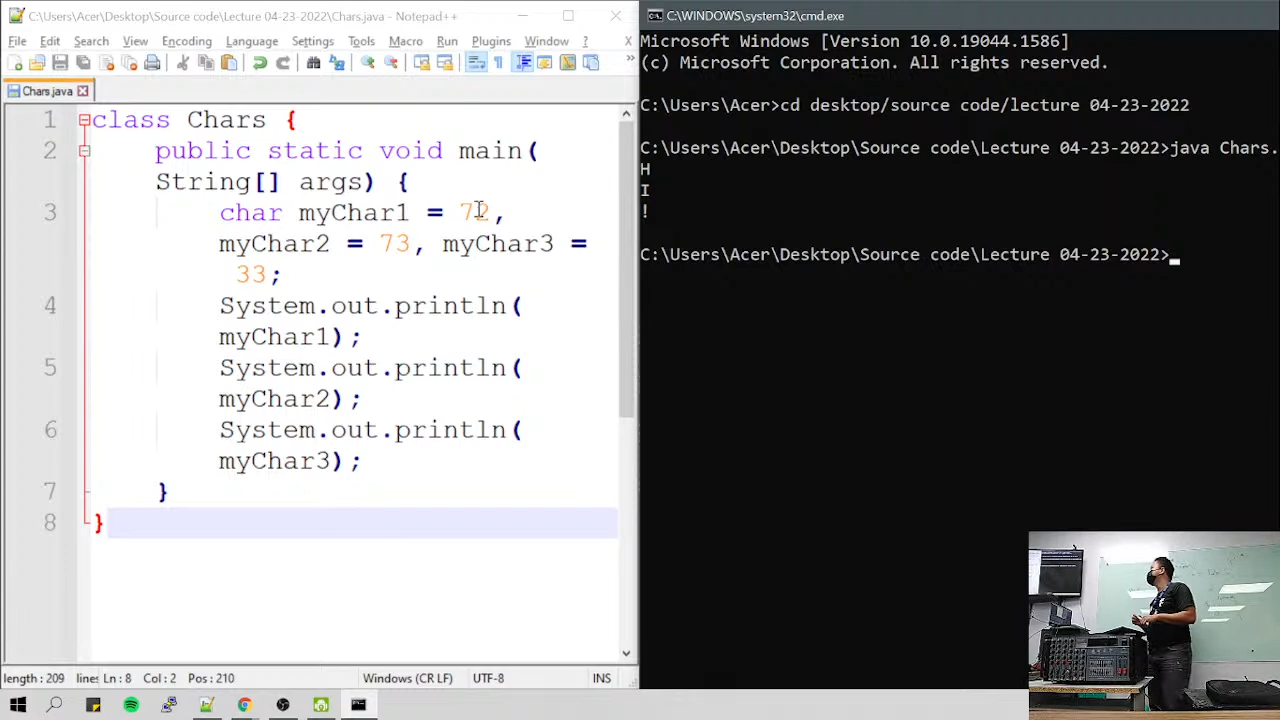 C:\Users\Acer\Desktop\Source code\Lecture 04-23-2022\Chars.java - Notepad++
File Edit Search View Encoding Language Settings Tools Macro Run Plugins Window ? X
Chars.java
1 class Chars {
2 public static void main(
String[] args) {
3 char myChar1 = 72,
myChar2 = 73, myChar3 =
33;
4 System.out.println(
myChar1);
5 System.out.println(
myChar2);
6 System.out.println(
myChar3);
7 }
8 }
length: 209 lines Ln: 8 Col: 2 Pos: 210 Windows (CR LF) UTF-8 INS
C:\WINDOWS\system32\cmd.exe
Microsoft Windows [Version 10.0.19044.1586]
(c) Microsoft Corporation. All rights reserved.
C:\Users\Acer>cd desktop/source code/lecture 04-23-2022
C:\Users\Acer\Desktop\Source code\Lecture 04-23-2022>java Chars.
H
I
!
C:\Users\Acer\Desktop\Source code\Lecture 04-23-2022>